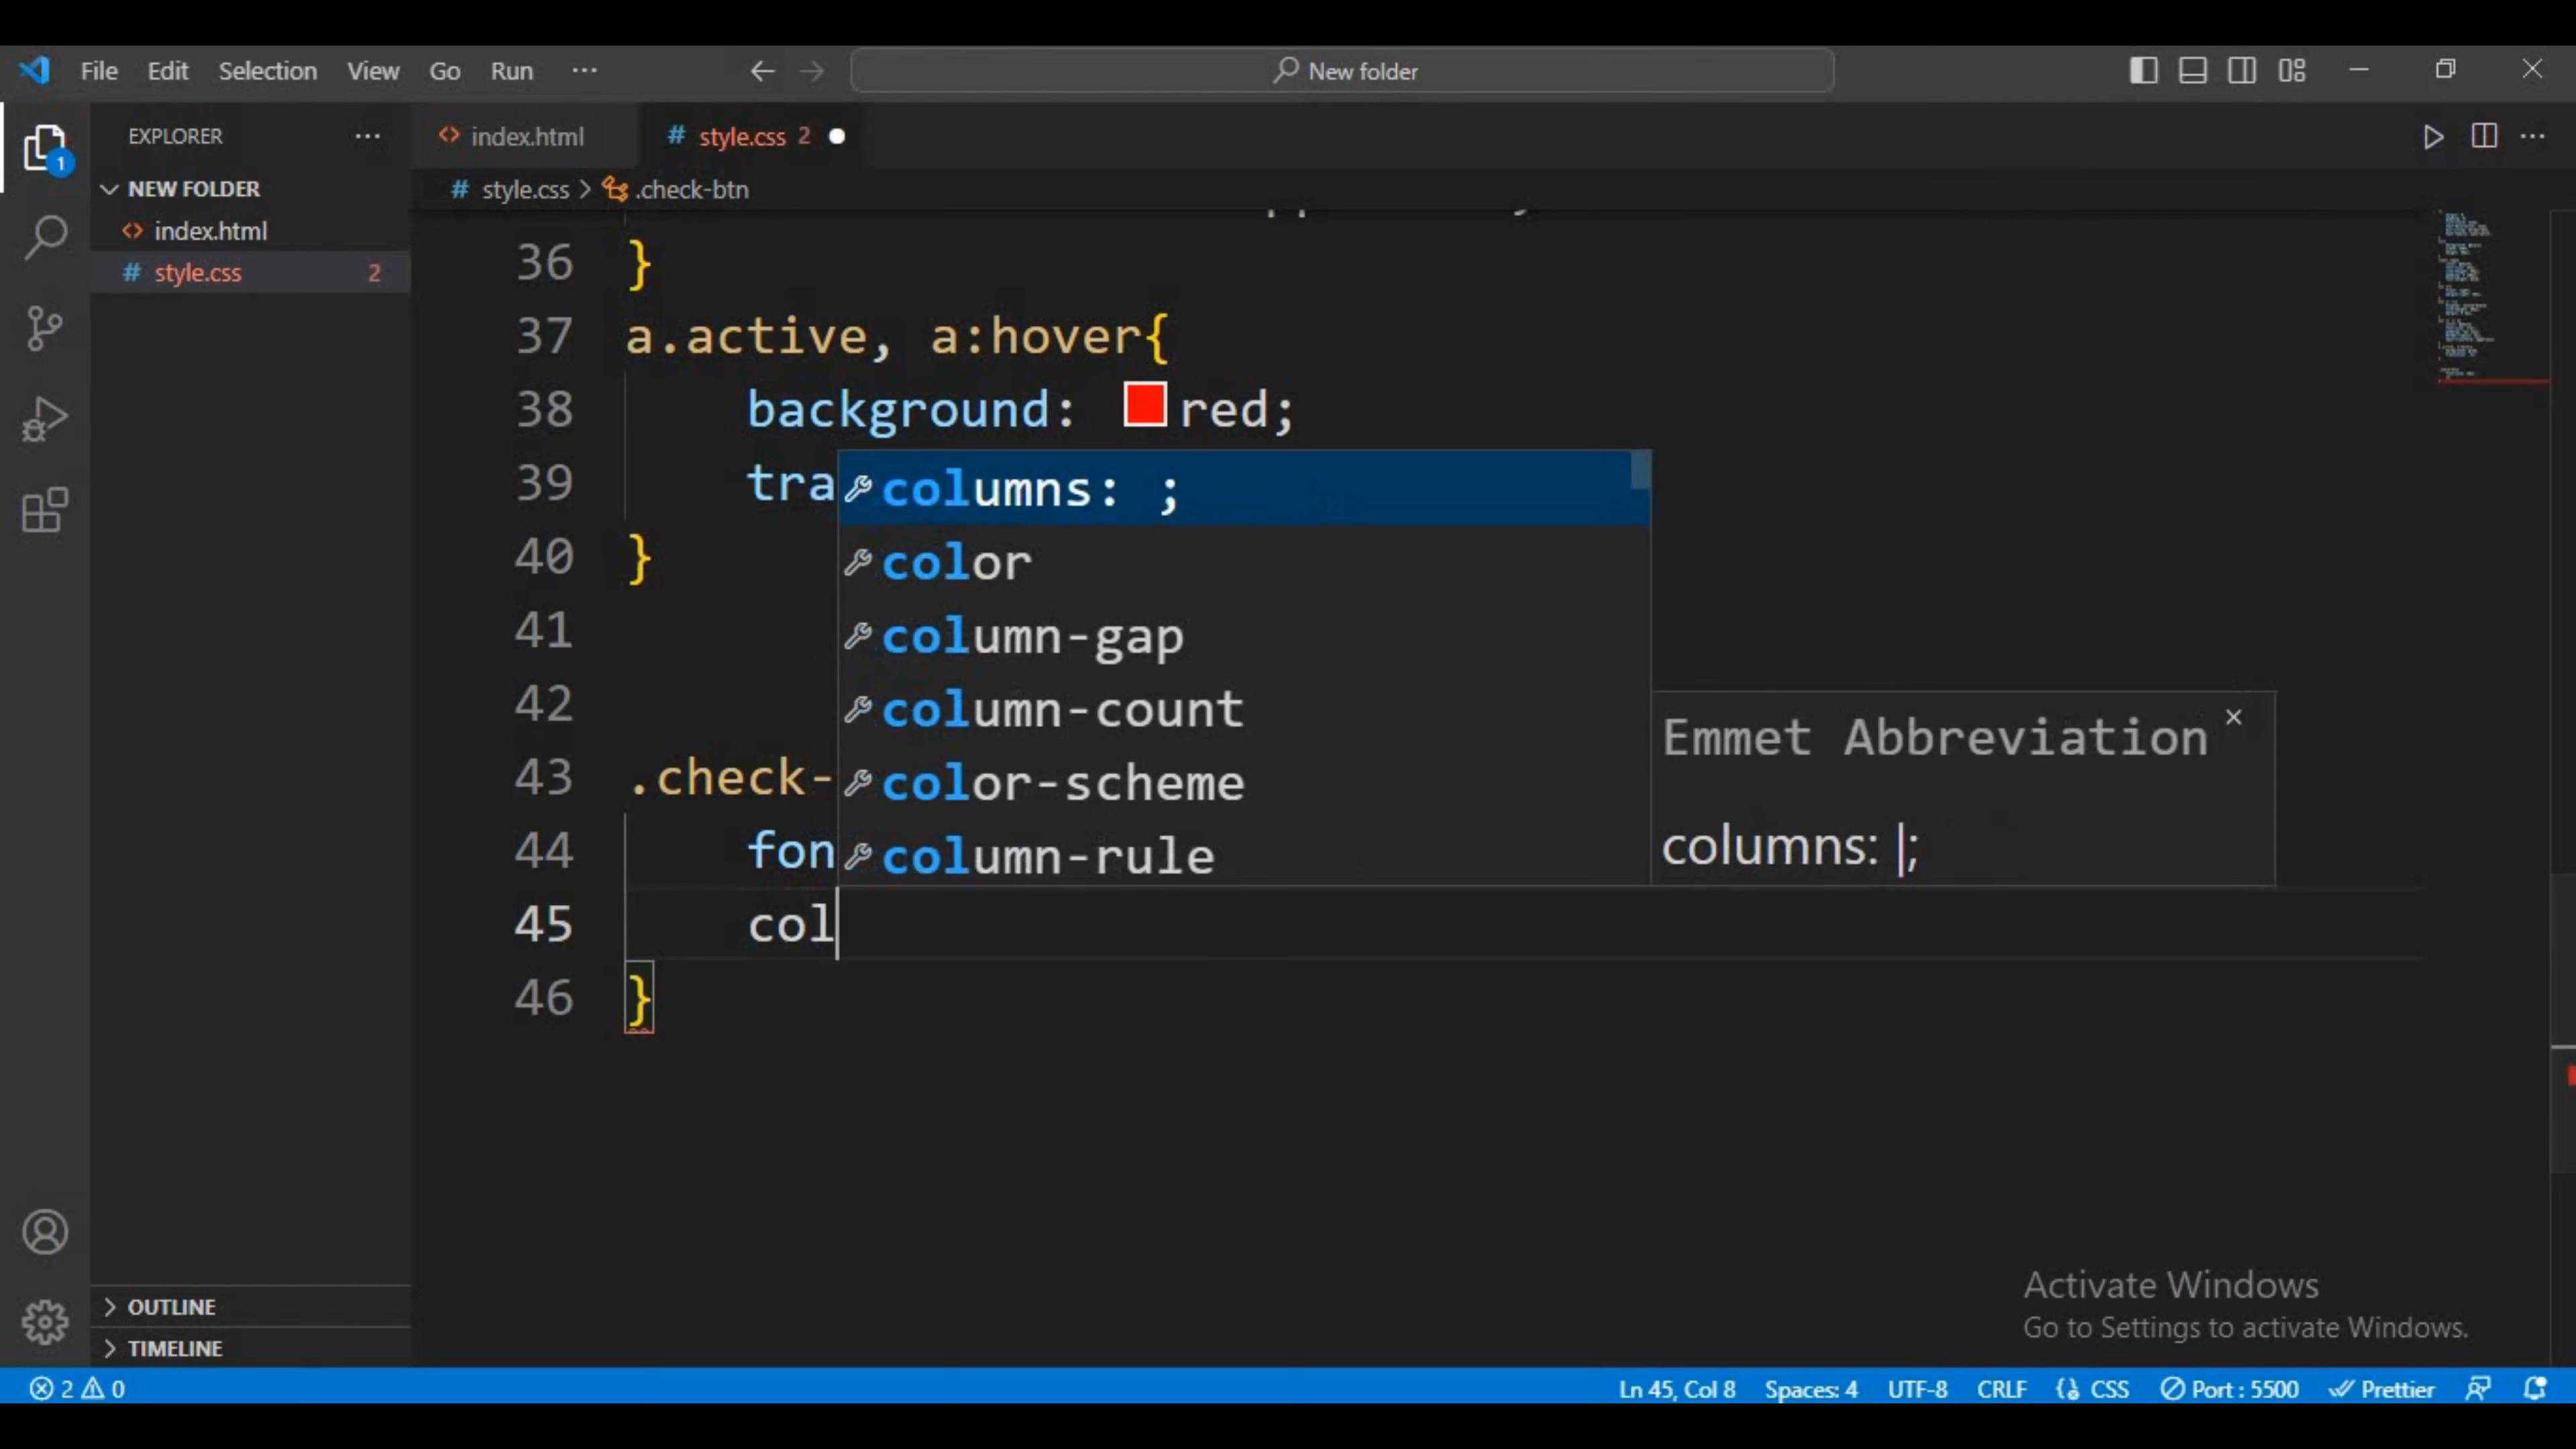 File Edit Selection View Go Run ··· New folder
EXPLORER ···
index.html
style.css 2
NEW FOLDER
index.html
style.css 2
style.css > .check-btn
36 }
37 a.active, a:hover{
38 background: red;
39 tra
40 }
41
42
43 .check-
44 fon
45 col
46 }
columns: ;
color
column-gap
column-count
color-scheme
column-rule
Emmet Abbreviation ×
columns: |;
1
OUTLINE
TIMELINE
Activate Windows
Go to Settings to activate Windows.
2 0 Ln 45, Col 8 Spaces: 4 UTF-8 CRLF CSS Port : 5500 Prettier